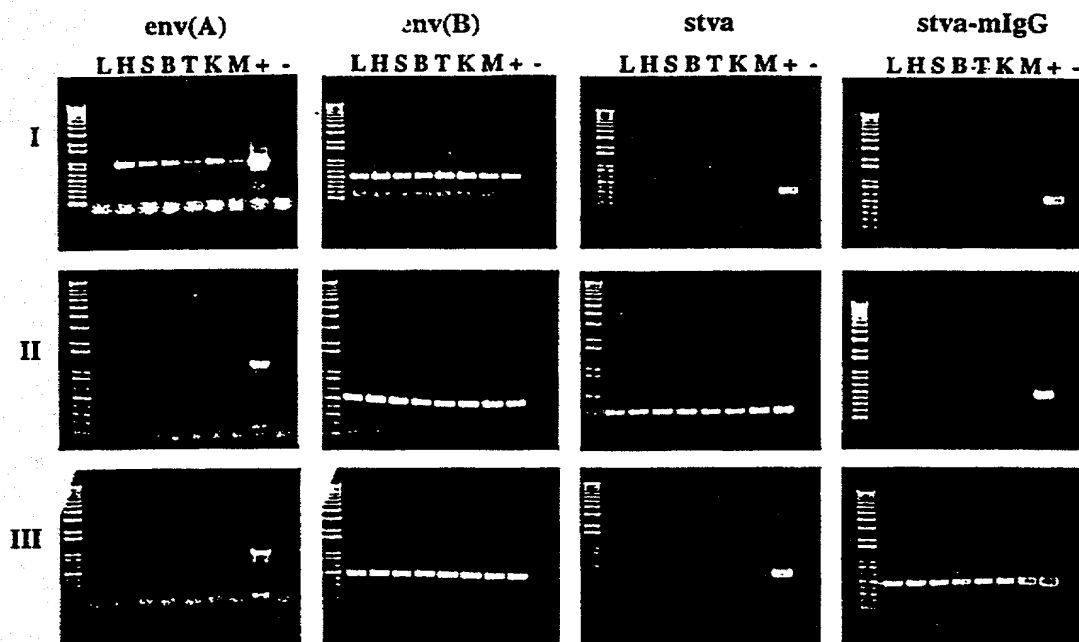 env(A) env(B) stva stva-mIgG
LHSBTKM+- LHSBTKM+- LHSBTKM+- LHSBTKM+-
I
II
III